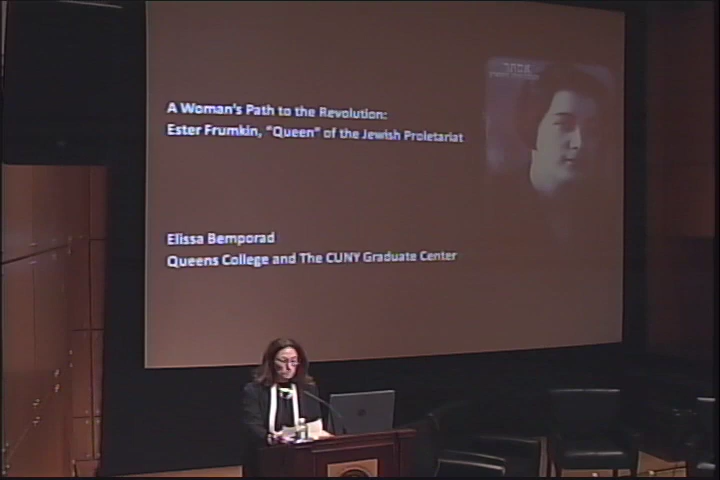 A Woman's Path to the Revolution:
Ester Frumkin, "Queen" of the Jewish Proletariat
Elissa Bemporad
Queens College and The CUNY Graduate Center